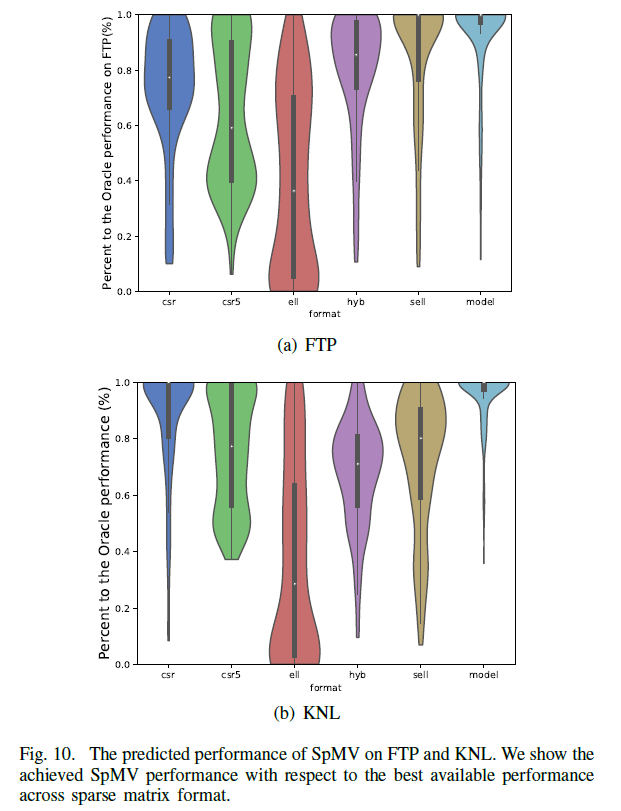 Percent to the Oracle performance on FTP(%)
1.0
0.8
0.6
0.4
0.2
0.0
csr csr5 ell hyb sell model
format
(a) FTP
Percent to the Oracle performance (%)
1.0
0.8
0.6
0.4
0.2
0.0
csr csr5 ell hyb sell model
format
(b) KNL
Fig. 10. The predicted performance of SpMV on FTP and KNL. We show the
achieved SpMV performance with respect to the best available performance
across sparse matrix format.